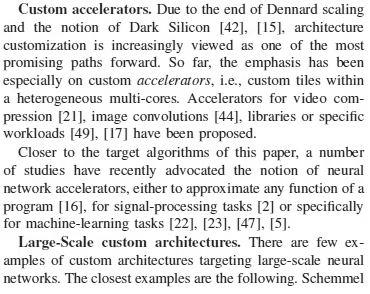 Custom accelerators. Due to the end of Dennard scaling
and the notion of Dark Silicon [42], [15], architecture
customization is increasingly viewed as one of the most
promising paths forward. So far, the emphasis has been
especially on custom accelerators, i.e., custom tiles within
a heterogeneous multi-cores. Accelerators for video com-
pression [21], image convolutions [44], libraries or specific
workloads [49], [17] have been proposed.
Closer to the target algorithms of this paper, a number
of studies have recently advocated the notion of neural
network accelerators, either to approximate any function of a
program [16], for signal-processing tasks [2] or specifically
for machine-learning tasks [22], [23], [47], [5].
Large-Scale custom architectures. There are few ex-
amples of custom architectures targeting large-scale neural
networks. The closest examples are the following. Schemmel